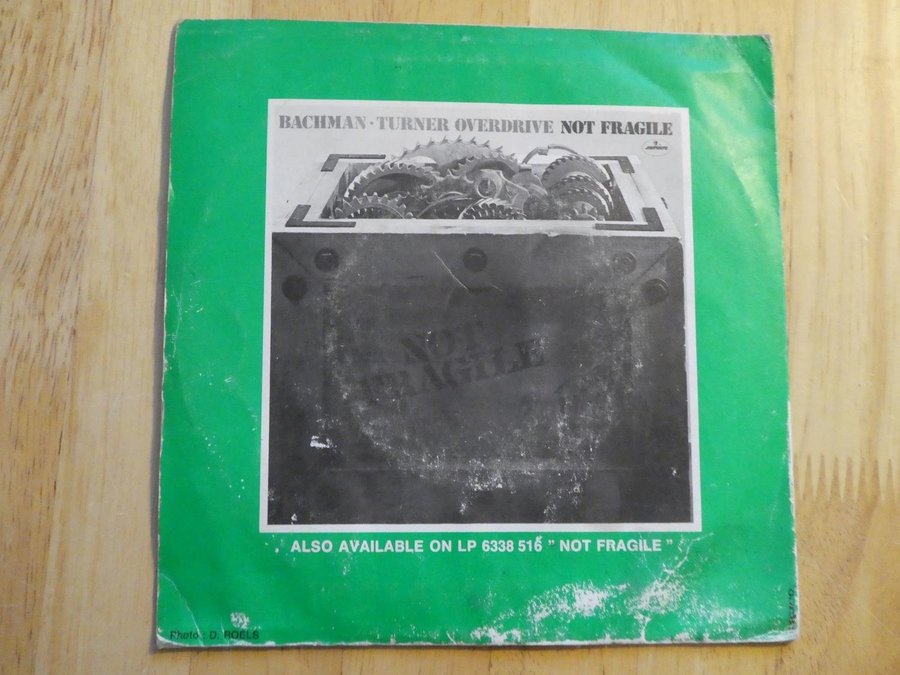 BACHMAN · TURNER OVERDRIVE NOT FRAGILE
NOT
FRAGILE
ALSO AVAILABLE ON LP 6338 516 " NOT FRAGILE "
Photo : D. ROELS